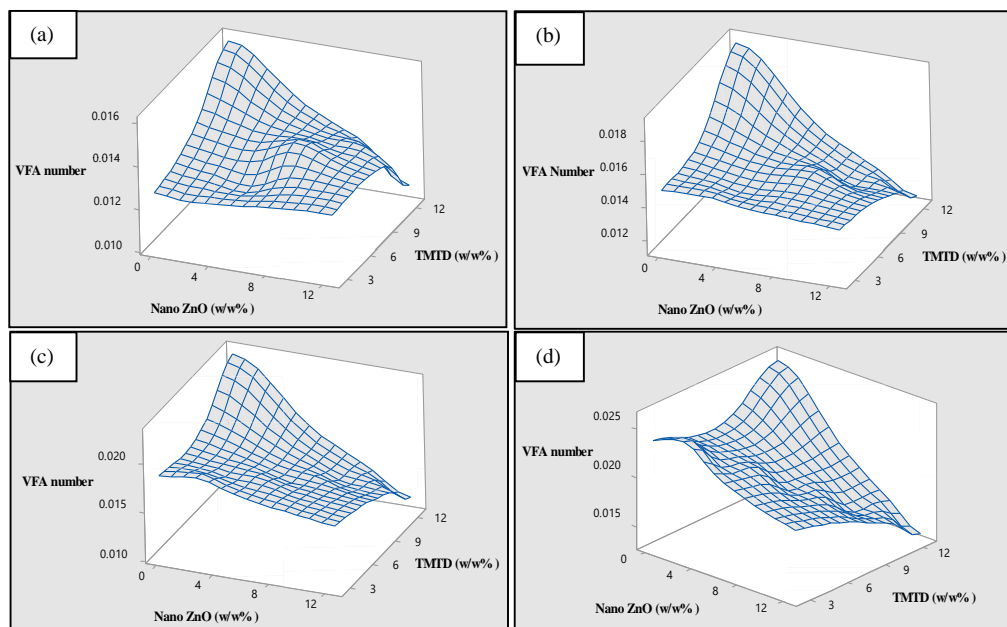 (a)
0.016
0.014
VFA number
0.012
0.010
0
4
8
12
Nano ZnO (w/w%)
3
6
9
12
TMTD (w/w%)
(b)
0.018
0.016
VFA Number
0.014
0.012
0
4
8
12
Nano ZnO (w/w%)
3
6
9
12
TMTD (w/w%)
(c)
0.020
VFA number
0.015
0.010
0
4
8
12
Nano ZnO (w/w%)
3
6
9
12
TMTD (w/w%)
(d)
0.025
VFA number
0.020
0.015
0
4
8
12
Nano ZnO (w/w%)
3
6
9
12
TMTD (w/w%)